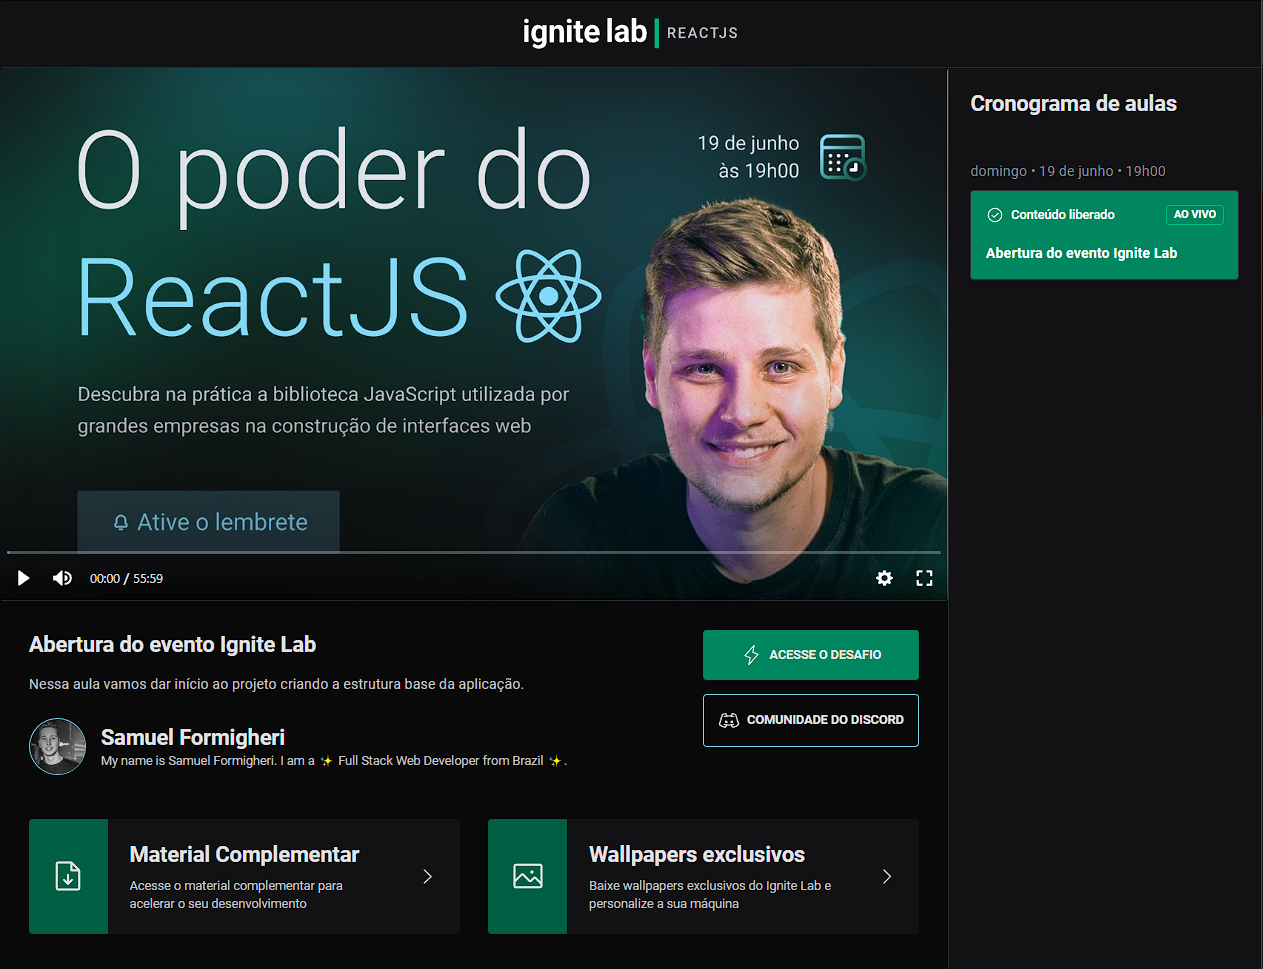 ignite lab | REACTJS
O poder do
ReactJS
19 de junho
às 19h00
Descubra na prática a biblioteca JavaScript utilizada por
grandes empresas na construção de interfaces web
Ative o lembrete
00:00 / 55:59
Cronograma de aulas
domingo • 19 de junho • 19h00
Conteúdo liberado
AO VIVO
Abertura do evento Ignite Lab
Abertura do evento Ignite Lab
Nessa aula vamos dar início ao projeto criando a estrutura base da aplicação.
Samuel Formigheri
My name is Samuel Formigheri. I am a ✨ Full Stack Web Developer from Brazil ✨.
ACESSE O DESAFIO
COMUNIDADE DO DISCORD
Material Complementar
Acesse o material complementar para
acelerar o seu desenvolvimento
Wallpapers exclusivos
Baixe wallpapers exclusivos do Ignite Lab e
personalize a sua máquina